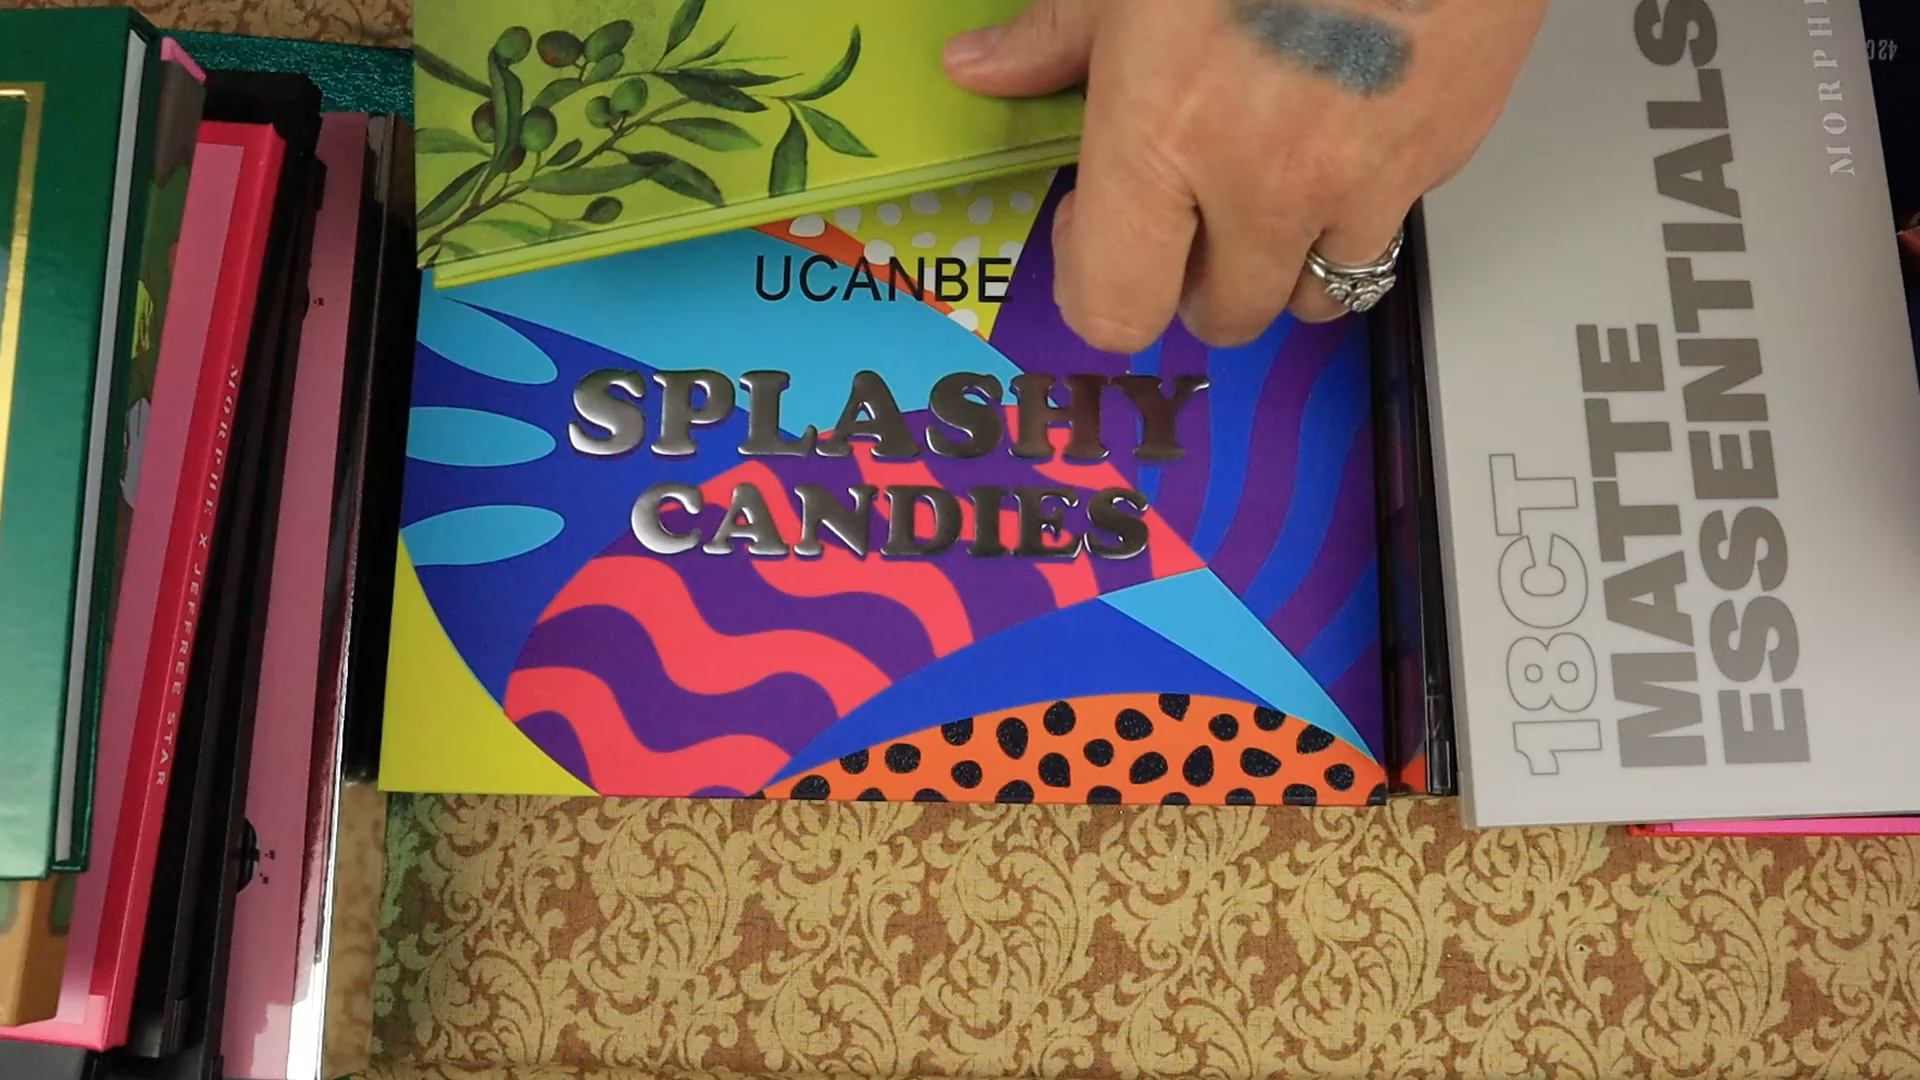 UCANBE
SPLASHY
CANDIES
MORPHE X JEFFREE STAR
18CT
MATTE
ESSENTIALS